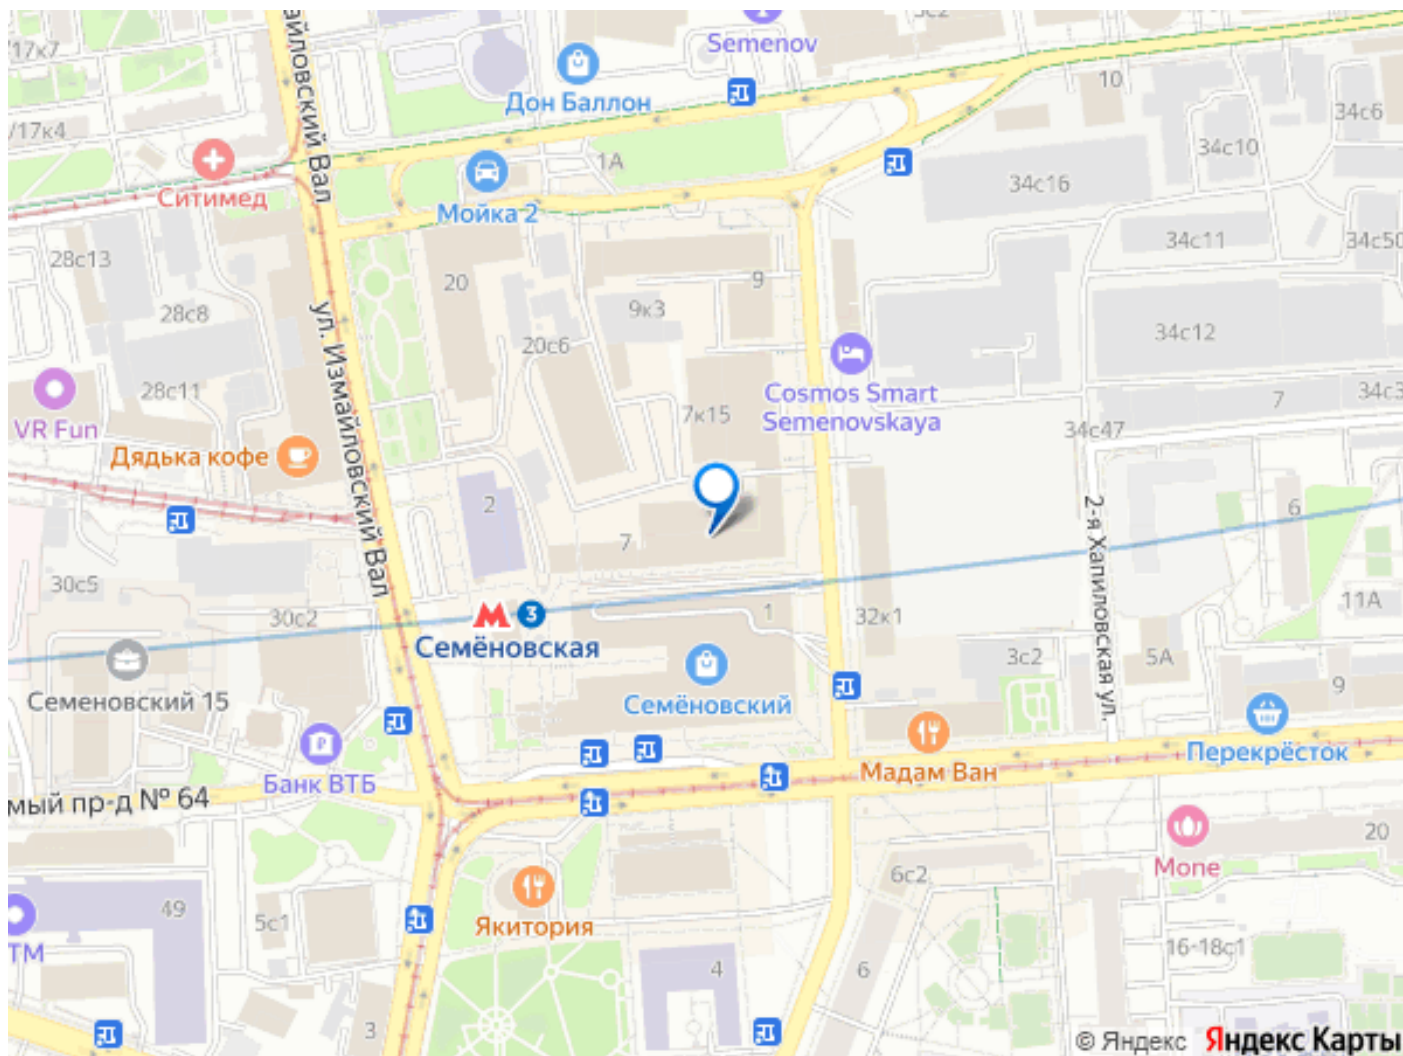 3с2
/17к7
Semenov
10
Дон Баллон
34с6
/17к4
34с10
1А
Ситимед
34с16
Мойка 2
34с11
34с50
28с13
20
9
9к3
28с8
20с6
34с12
ул. Измайловский Вал
28с11
Cosmos Smart
Semenovskaya
7
34с3
7к15
VR Fun
34с47
Дядька кофе
2
6
2-я Хапиловская ул.
7
30с5
11А
30с2
М 3
1
32к1
Семёновская
3с2
5А
Семеновский 15
Семёновский
9
Перекрёсток
Банк ВТБ
Мадам Ван
мый пр-д № 64
20
Mone
6с2
49
5с1
Якитория
16-18с1
ТМ
4
6
3
© Яндекс Яндекс Карты
айловский Вал